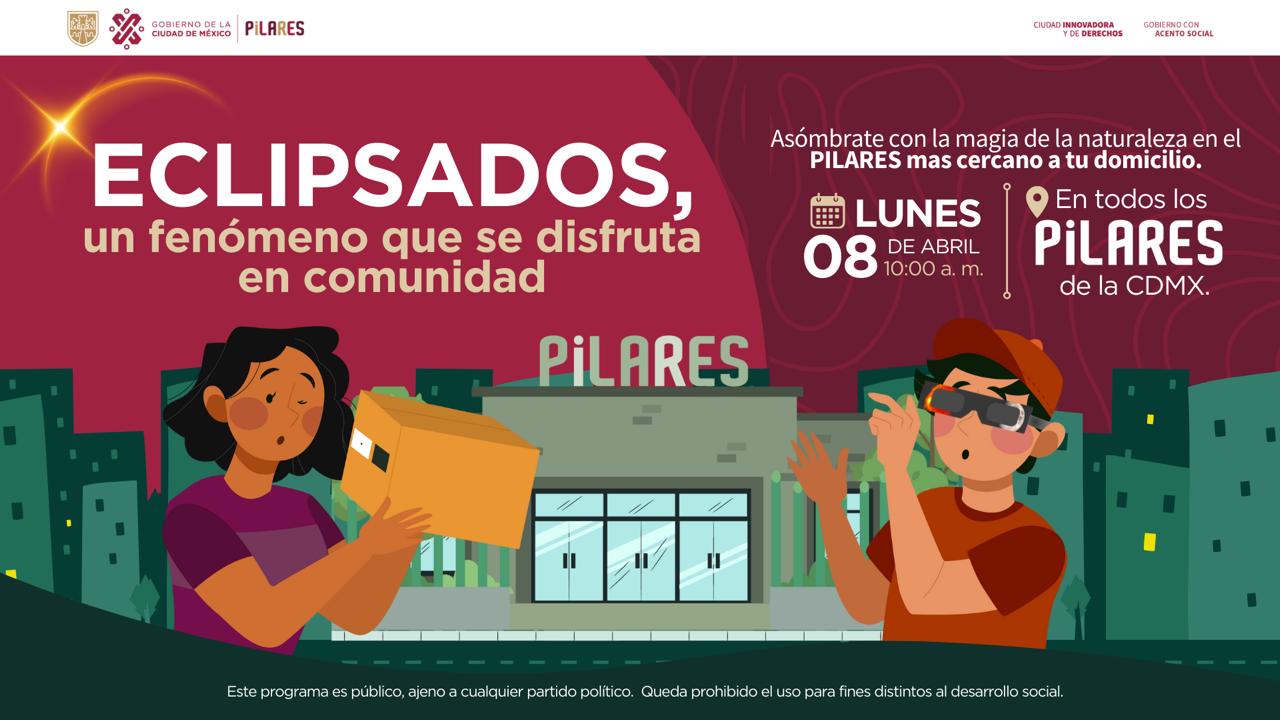 GOBIERNO DE LA
CIUDAD DE MÉXICO
PiLARES
CIUDAD INNOVADORA
Y DE DERECHOS
GOBIERNO CON
ACENTO SOCIAL
ECLIPSADOS,
un fenómeno que se disfruta
en comunidad
Asómbrate con la magia de la naturaleza en el
PILARES mas cercano a tu domicilio.
LUNES
08 DE ABRIL
10:00 a. m.
En todos los
PiLARES
de la CDMX.
PiLARES
Este programa es público, ajeno a cualquier partido político.  Queda prohibido el uso para fines distintos al desarrollo social.